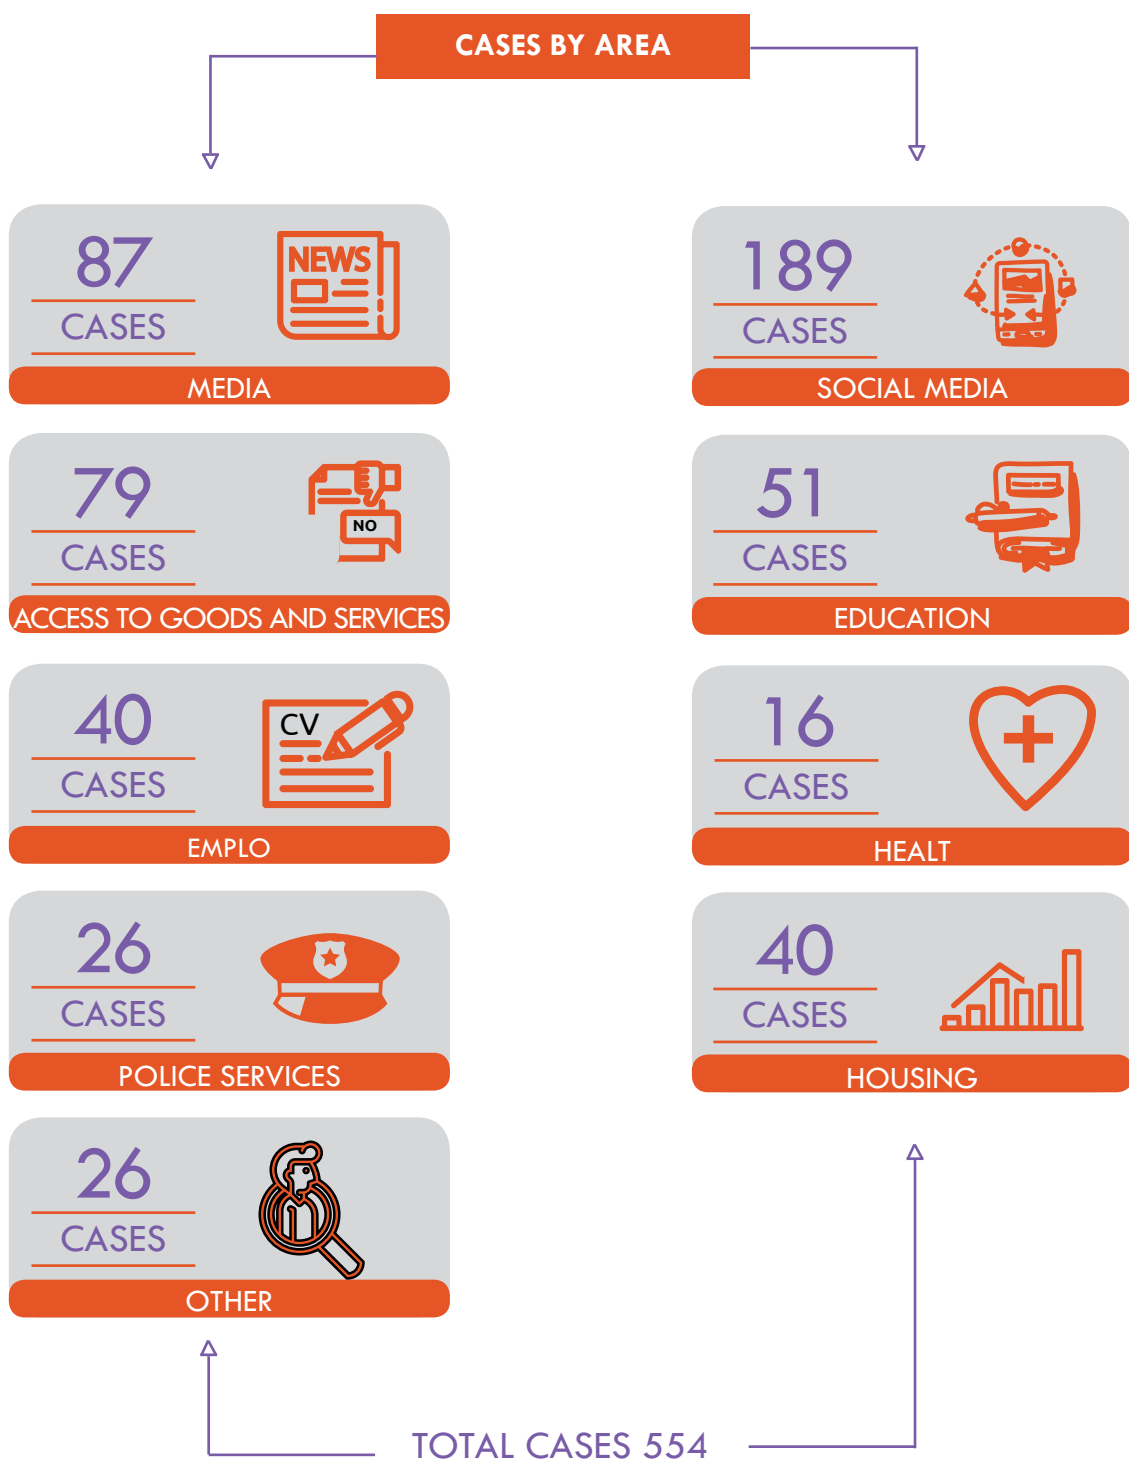 CASES BY AREA
87
CASES
NEWS
MEDIA
189
CASES
SOCIAL MEDIA
79
CASES
NO
ACCESS TO GOODS AND SERVICES
51
CASES
EDUCATION
40
CASES
CV
EMPLO
16
CASES
HEALT
26
CASES
POLICE SERVICES
40
CASES
HOUSING
26
CASES
OTHER
TOTAL CASES 554